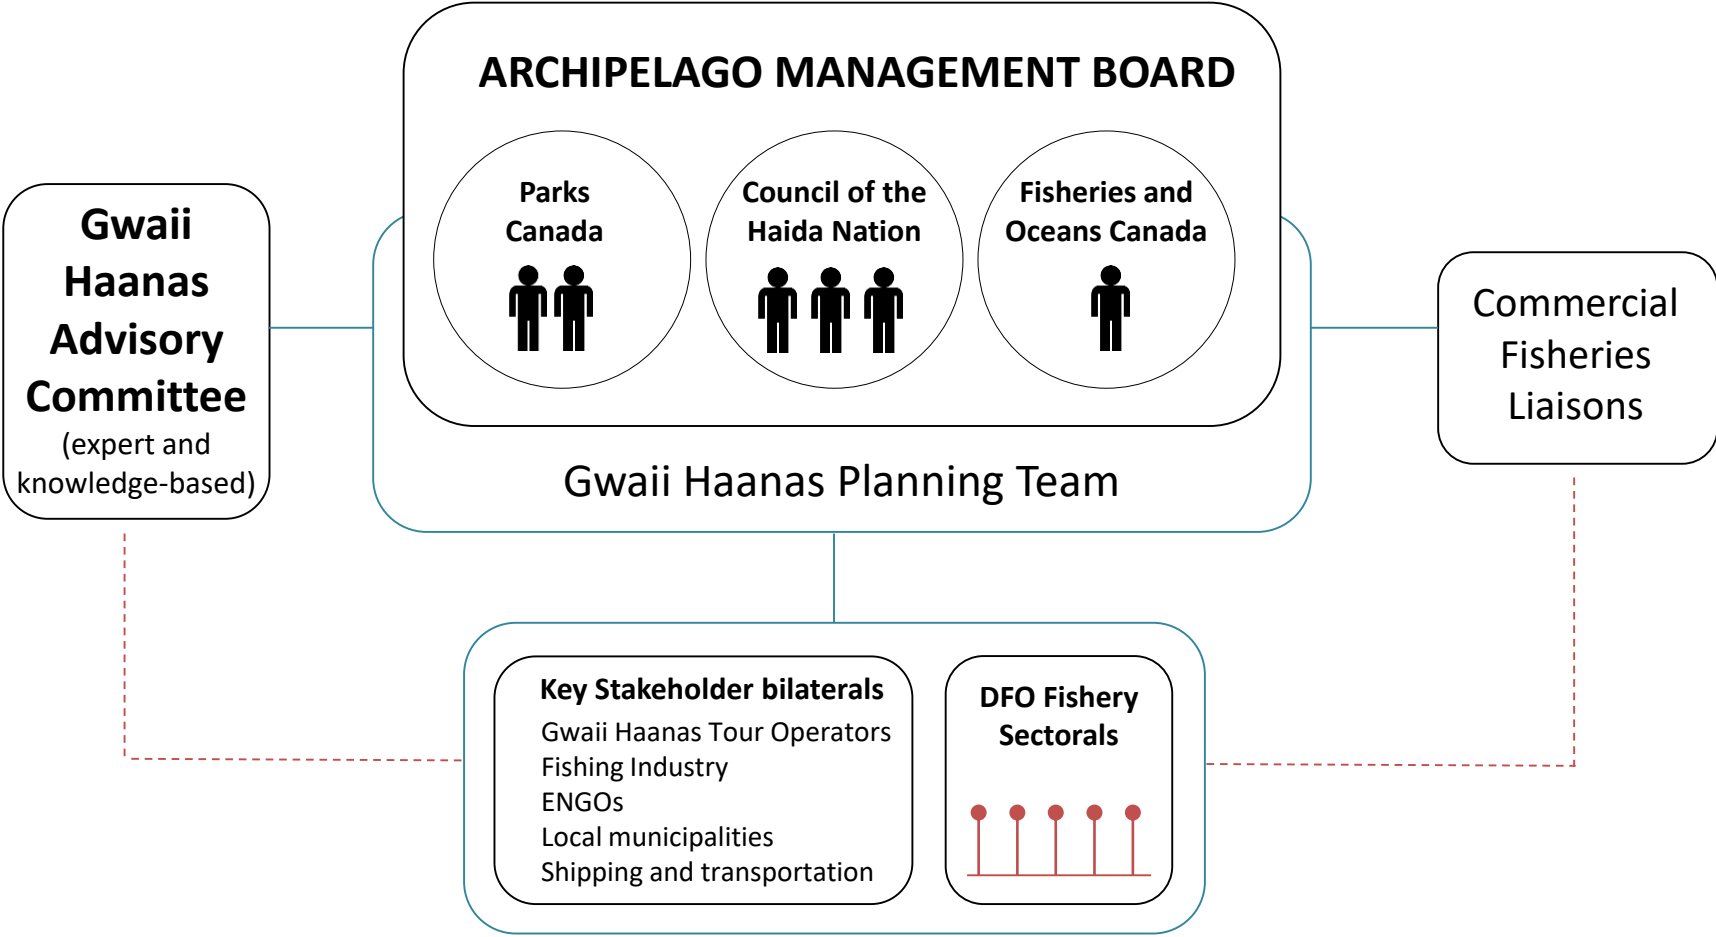 ARCHIPELAGO MANAGEMENT BOARD
Parks
Canada
Council of the
Haida Nation
Fisheries and
Oceans Canada
Gwaii
Haanas
Advisory
Committee
(expert and
knowledge-based)
Commercial
Fisheries
Liaisons
Gwaii Haanas Planning Team
Key Stakeholder bilaterals
Gwaii Haanas Tour Operators
Fishing Industry
ENGOs
Local municipalities
Shipping and transportation
DFO Fishery
Sectorals